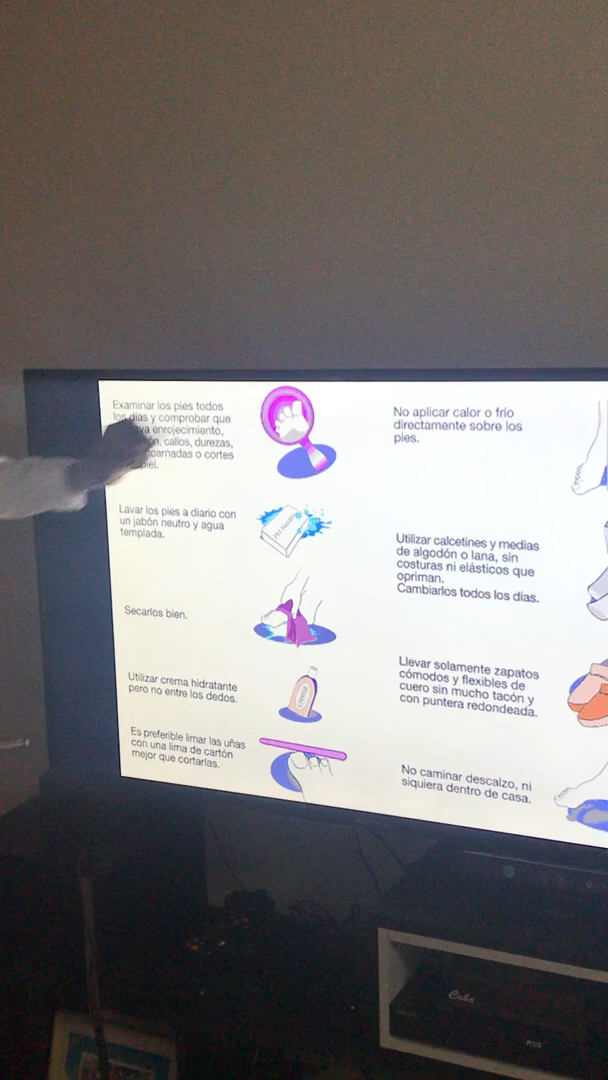 Examinar los pies todos
los días y comprobar que
enrojecimiento,
callos, durezas,
o cortes
Lavar los pies a diario con
un jabón neutro y agua
templada.
PH Neutro
Secarlos bien.
Utilizar crema hidratante
pero no entre los dedos.
crema
Es preferible limar las uñas
con una lima de cartón
mejor que cortarlas.
No aplicar calor o frío
directamente sobre los
pies.
Utilizar calcetines y medias
de algodón o lana, sin
costuras ni elásticos que
opriman.
Cambiarlos todos los días.
Llevar solamente zapatos
cómodos y flexibles de
cuero sin mucho tacón y
con puntera redondeada.
No caminar descalzo, ni
siquiera dentro de casa.
Cuba